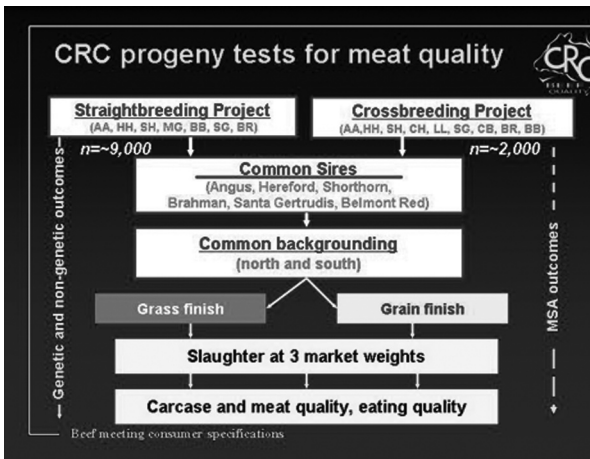 CRC progeny tests for meat quality
CRC
BEEF
QUALITY
Straightbreeding Project
(AA, HH, SH, MG, BB, SG, BR)
Crossbreeding Project
(AA,HH, SH, CH, LL, SG, CB, BR, BB)
n=~9,000
n=~2,000
Common Sires
(Angus, Hereford, Shorthorn,
Brahman, Santa Gertrudis, Belmont Red)
Common backgrounding
(north and south)
Grass finish
Grain finish
Slaughter at 3 market weights
Carcase and meat quality, eating quality
Genetic and non-genetic outcomes
MSA outcomes
Beef meeting consumer specifications